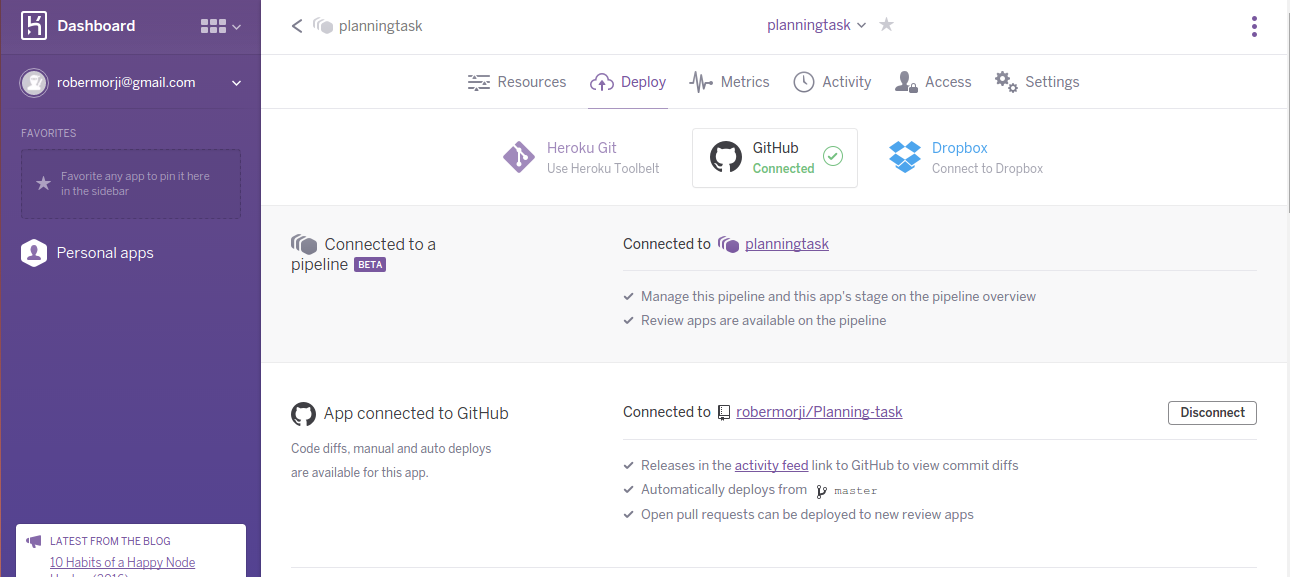 Dashboard
robermorji@gmail.com
FAVORITES
Favorite any app to pin it here
in the sidebar
Personal apps
LATEST FROM THE BLOG
10 Habits of a Happy Node
planningtask
planningtask
Resources
Deploy
Metrics
Activity
Access
Settings
Heroku Git
Use Heroku Toolbelt
GitHub
Connected
Dropbox
Connect to Dropbox
Connected to a
pipeline BETA
Connected to planningtask
Manage this pipeline and this app's stage on the pipeline overview
Review apps are available on the pipeline
App connected to GitHub
Code diffs, manual and auto deploys
are available for this app.
Connected to robermorji/Planning-task
Disconnect
Releases in the activity feed link to GitHub to view commit diffs
Automatically deploys from master
Open pull requests can be deployed to new review apps